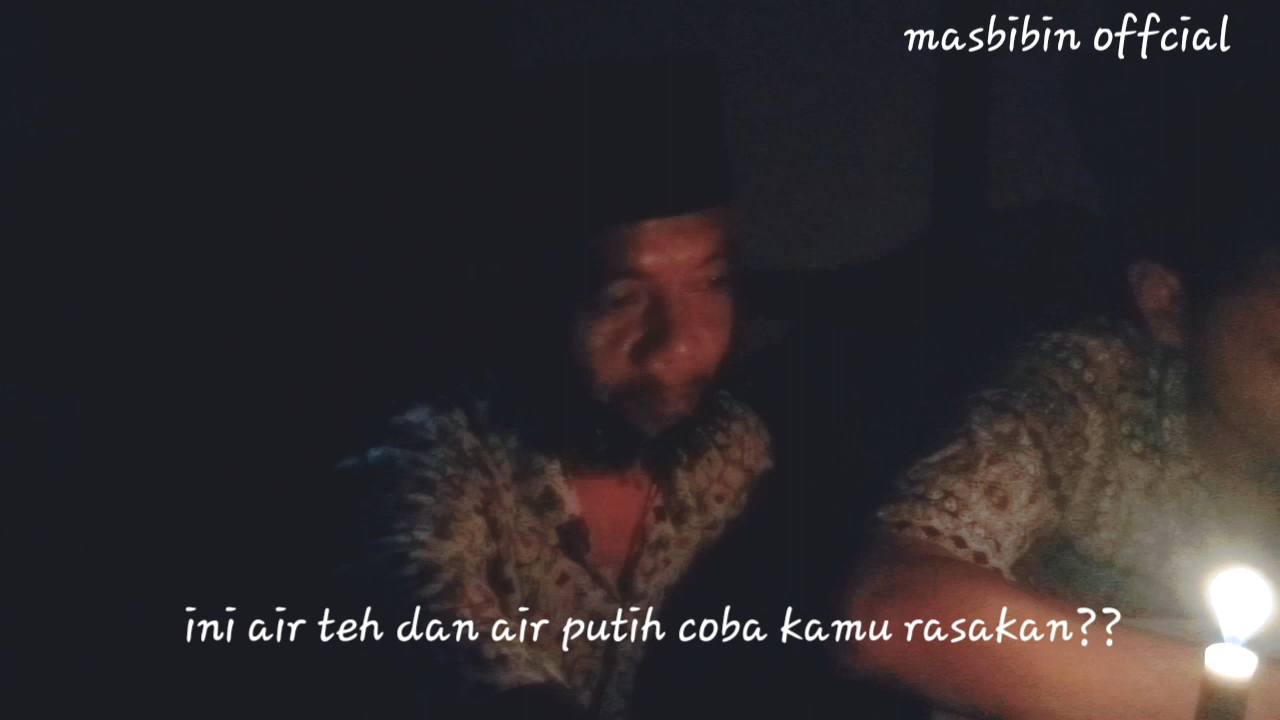 masbibin offcial
ini air teh dan air putih coba kamu rasakan??